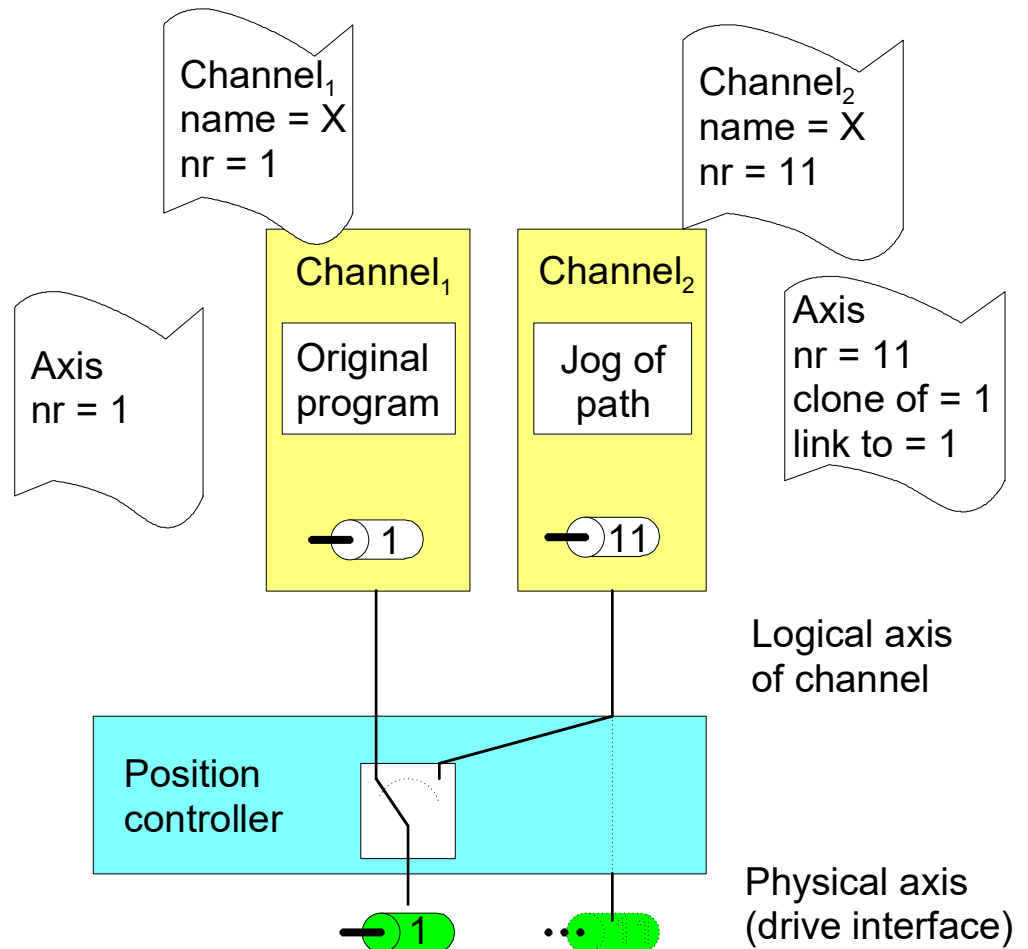 Channel₁
name = X
nr = 1
Channel₂
name = X
nr = 11
Channel₁
Channel₂
Axis
nr = 1
Original
program
Jog of
path
Axis
nr = 11
clone of = 1
link to = 1
1
11
Logical axis
of channel
Position
controller
Physical axis
(drive interface)
1